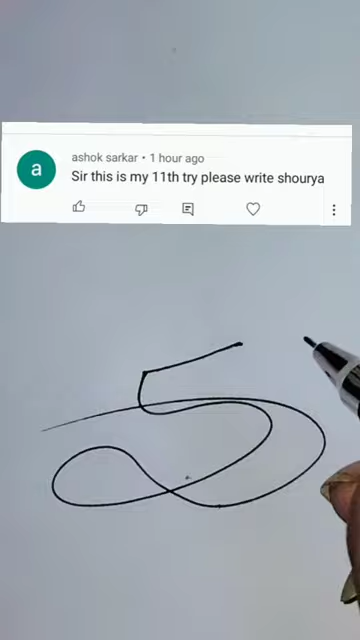 a
ashok sarkar • 1 hour ago
Sir this is my 11th try please write shourya
S